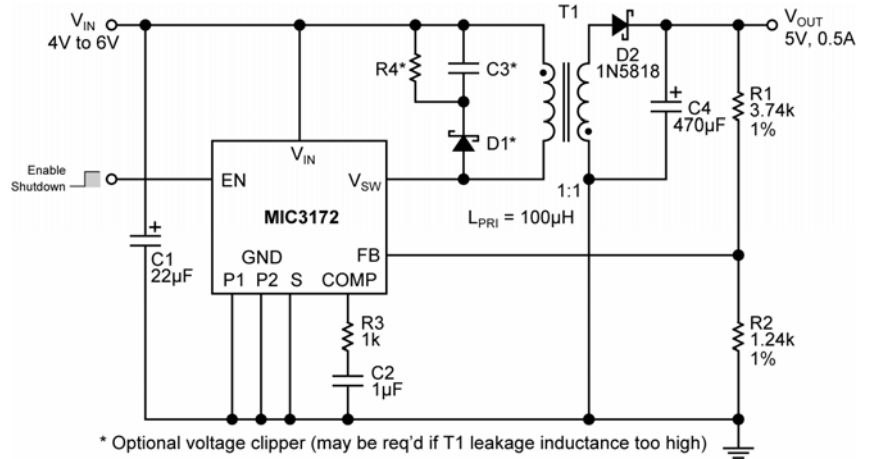 T1
VIN
4V to 6V
VOUT
5V, 0.5A
D2
1N5818
R4*
C3*
R1
3.74k
1%
+
C4
470µF
D1*
VIN
Enable
Shutdown
EN
VSW
1:1
MIC3172
LPRI = 100µH
+
C1
22µF
GND
FB
P1 P2 S COMP
R3
1k
R2
1.24k
1%
C2
1µF
* Optional voltage clipper (may be req'd if T1 leakage inductance too high)